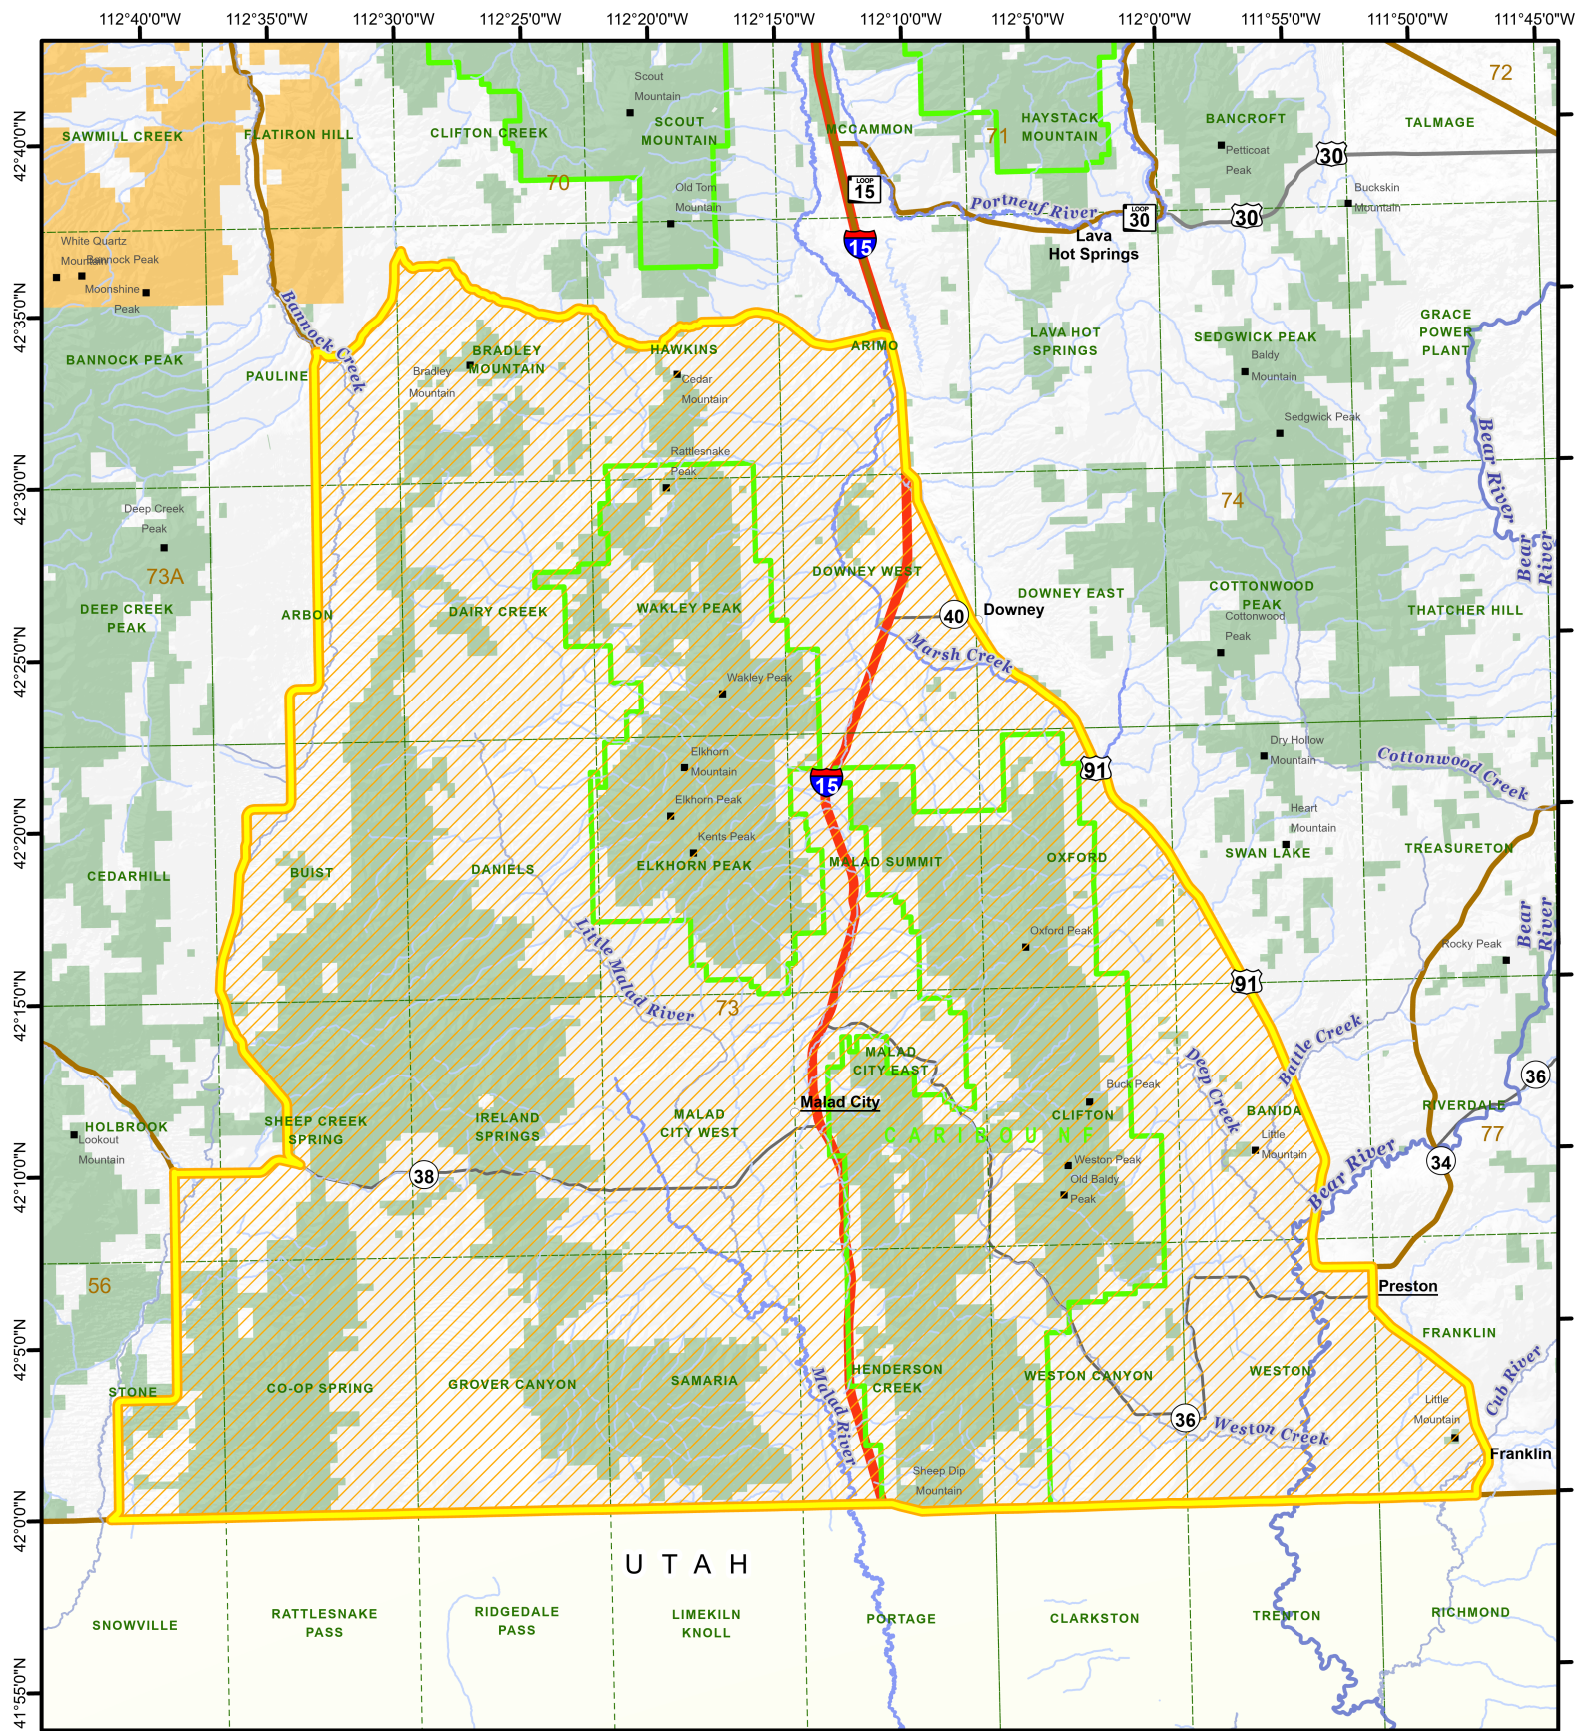 112°40'0"W
112°35'0"W
112°30'0"W
112°25'0"W
112°20'0"W
112°15'0"W
112°10'0"W
112°5'0"W
112°0'0"W
111°55'0"W
111°50'0"W
111°45'0"W
42°40'0"N
42°35'0"N
42°30'0"N
42°25'0"N
42°20'0"N
42°15'0"N
42°10'0"N
42°5'0"N
42°0'0"N
41°55'0"N
72
Scout
Mountain
SAWMILL CREEK
FLATIRON HILL
CLIFTON CREEK
SCOUT
MOUNTAIN
MCCAMMON
71
HAYSTACK
MOUNTAIN
BANCROFT
TALMAGE
Petticoat
Peak
30
70
Old Tom
Mountain
LOOP
15
Portneuf River
LOOP
30
30
Buckskin
Mountain
Lava
Hot Springs
15
White Quartz
Mountain
Bannock Peak
Moonshine
Peak
Bannock Creek
BANNOCK PEAK
PAULINE
BRADLEY
MOUNTAIN
Bradley
Mountain
HAWKINS
Cedar
Mountain
ARIMO
LAVA HOT
SPRINGS
SEDGWICK PEAK
Baldy
Mountain
GRACE
POWER
PLANT
Sedgwick Peak
Bear River
Rattlesnake
Peak
Deep Creek
Peak
74
Bear
River
73A
DOWNEY WEST
DOWNEY EAST
COTTONWOOD
PEAK
Cottonwood
Peak
THATCHER HILL
DEEP CREEK
PEAK
ARBON
DAIRY CREEK
WAKLEY PEAK
40
Downey
Marsh Creek
Wakley Peak
Elkhorn
Mountain
Elkhorn Peak
Kents Peak
15
91
Dry Hollow
Mountain
Cottonwood Creek
Heart
Mountain
CEDARHILL
BUIST
DANIELS
ELKHORN PEAK
MALAD SUMMIT
OXFORD
SWAN LAKE
TREASURETON
Little Malad River
Oxford Peak
Rocky Peak
Bear
River
91
73
MALAD
CITY EAST
Battle Creek
Deep Creek
36
Buck Peak
Malad City
HOLBROOK
Lookout
Mountain
SHEEP CREEK
SPRING
IRELAND
SPRINGS
MALAD
CITY WEST
CLIFTON
CARIBOU NF
BANIDA
Little
Mountain
RIVERDALE
77
34
38
Weston Peak
Old Baldy
Peak
Bear River
56
Preston
FRANKLIN
STONE
CO-OP SPRING
GROVER CANYON
SAMARIA
HENDERSON
CREEK
WESTON CANYON
WESTON
Malad River
36
Weston Creek
Little
Mountain
Cub River
Franklin
Sheep Dip
Mountain
UTAH
SNOWVILLE
RATTLESNAKE
PASS
RIDGEDALE
PASS
LIMEKILN
KNOLL
PORTAGE
CLARKSTON
TRENTON
RICHMOND